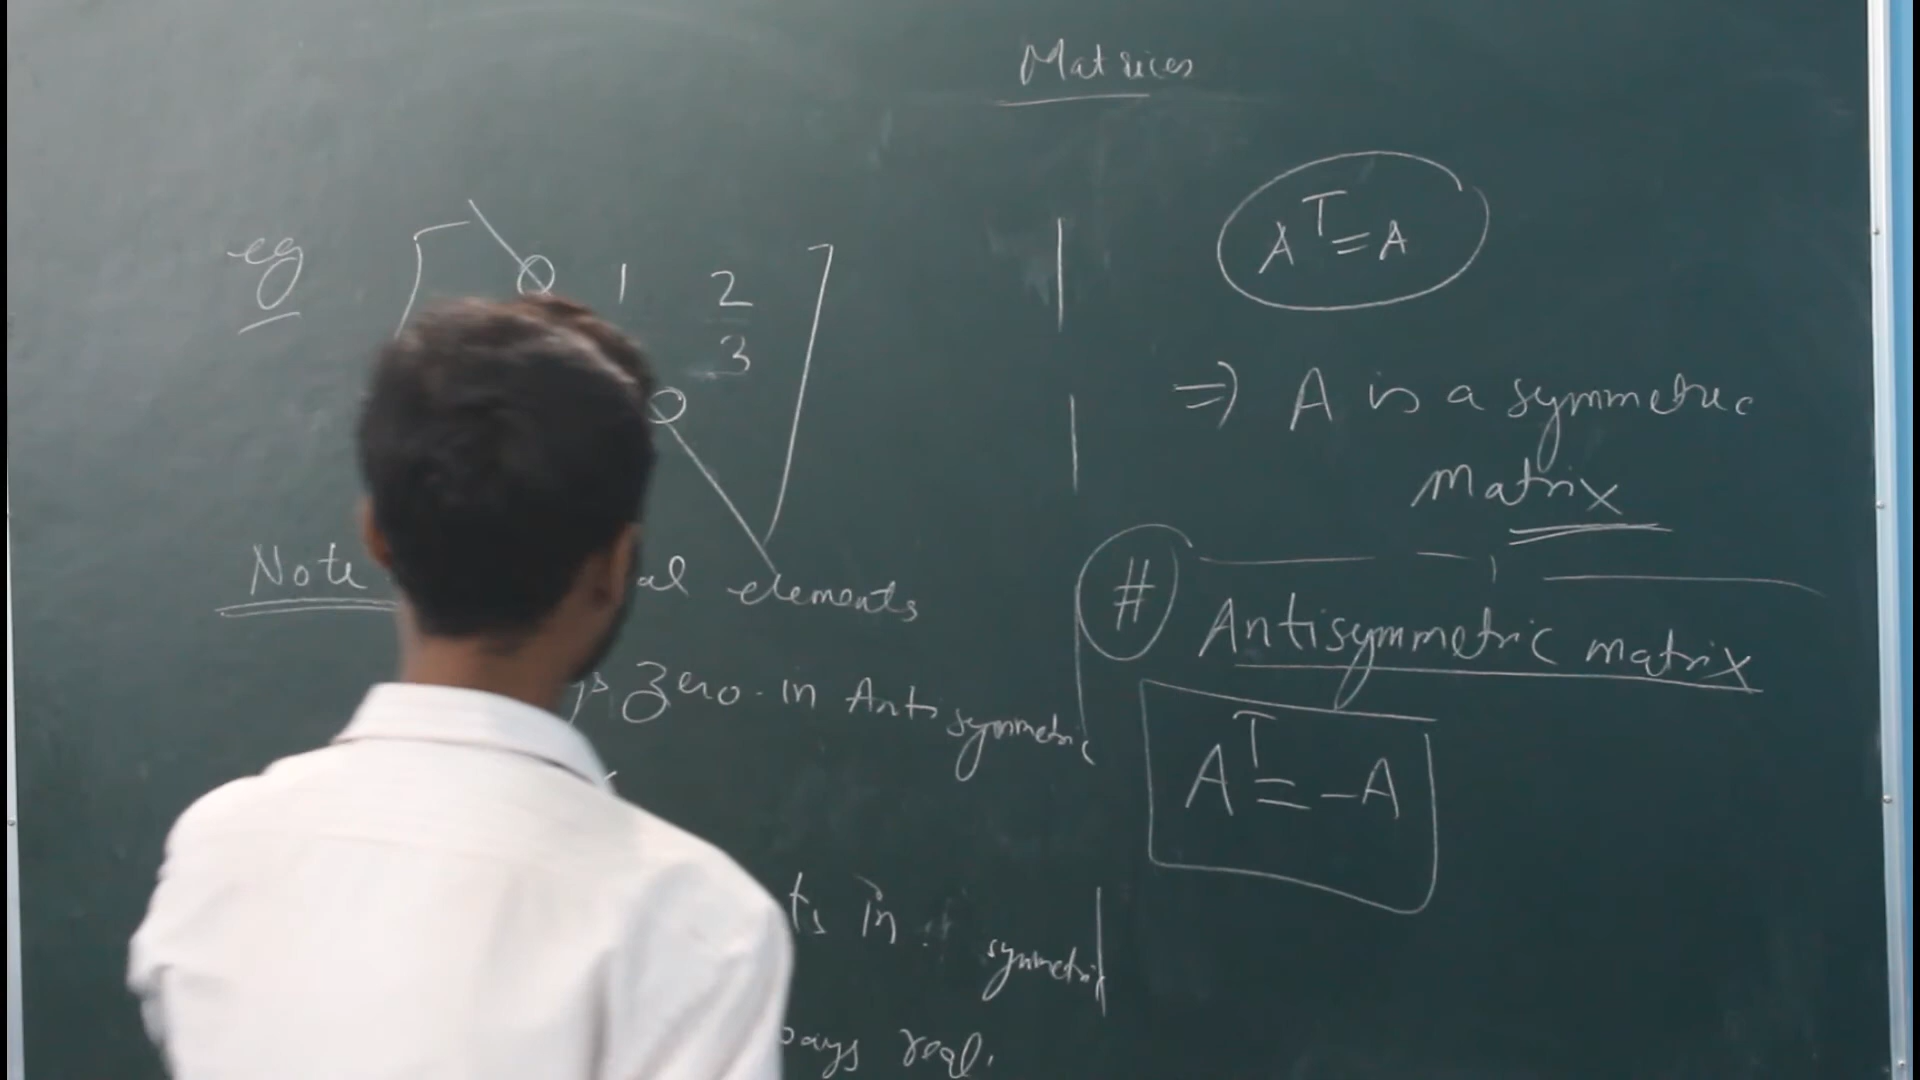 Matrices
eg
0 1 2
3
0
Note al elements
zero. in Antisymmetric
ts in symmetric
ways real.
A^T = A
⇒ A is a symmetric
matrix
# Antisymmetric matrix
A^T = -A